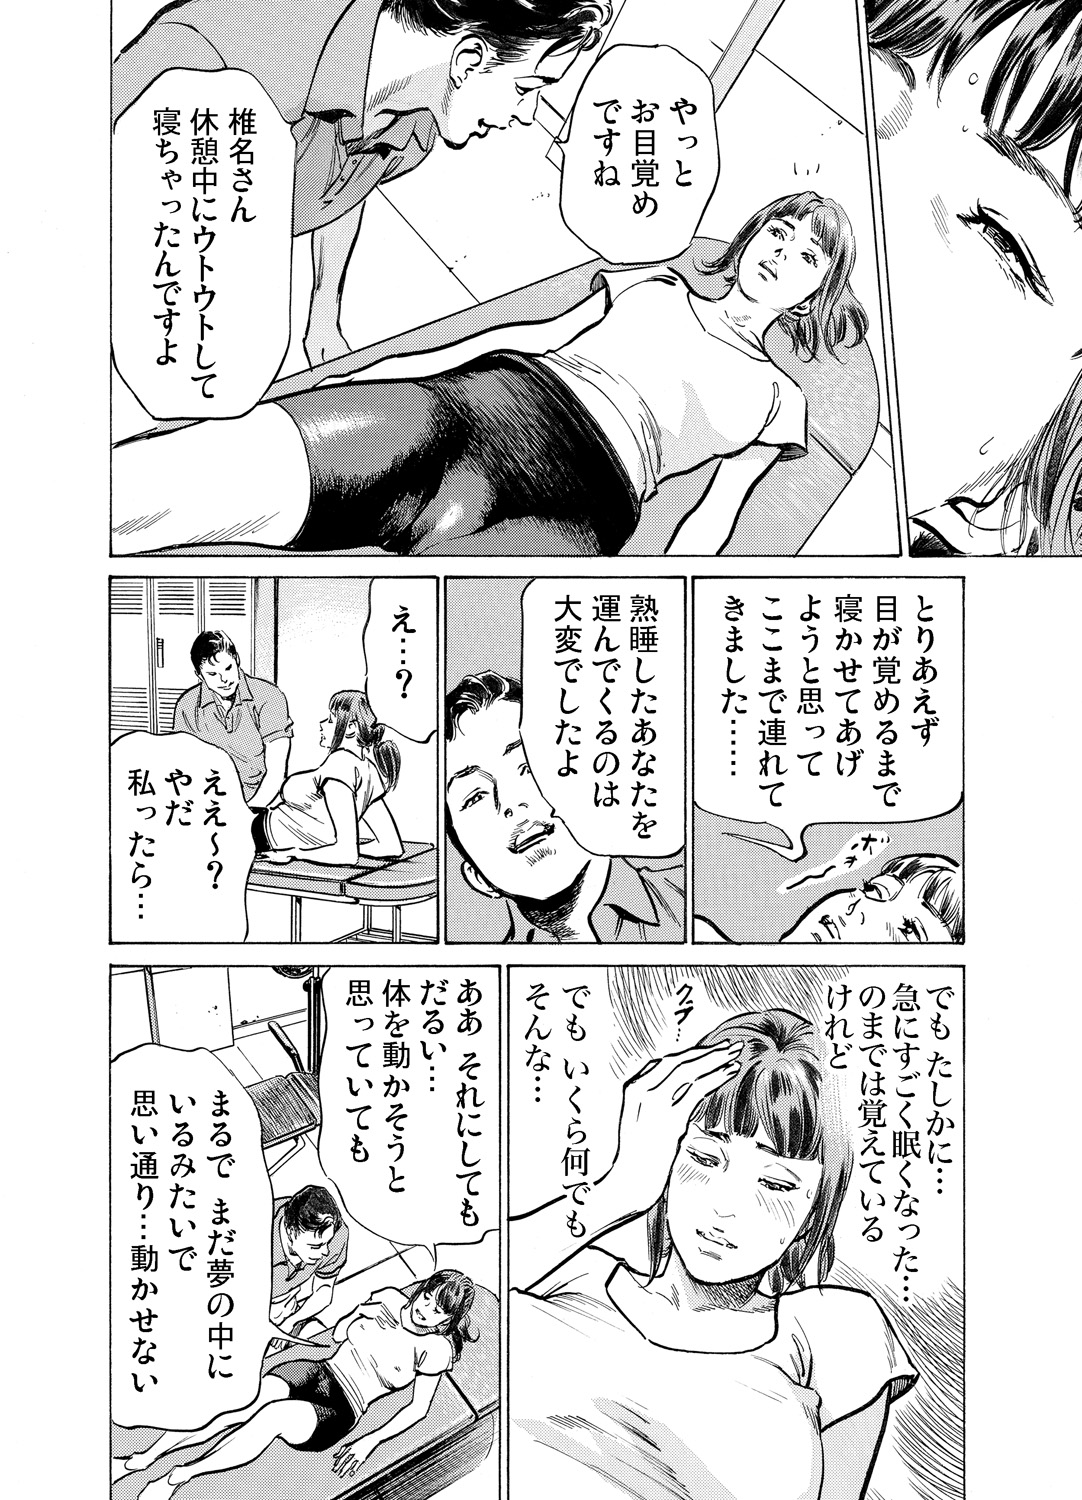 やっと
お目覚め
ですね
椎名さん
休憩中にウトウトして
寝ちゃったんですよ
とりあえず
目が覚めるまで
寝かせてあげ
ようと思って
ここまで連れて
きました……
ボ〜
熟睡したあなたを
運んでくるのは
大変でしたよ
え…?
ええ〜?
やだ
私ったら…
でも たしかに…
急にすごく眠くなった…
のまでは覚えている
けれど
クラ…
でも いくら何でも
そんな…
ああ それにしても
だるい…
体を動かそうと
思っていても
まるで まだ夢の中に
いるみたいで
思い通り…動かせない